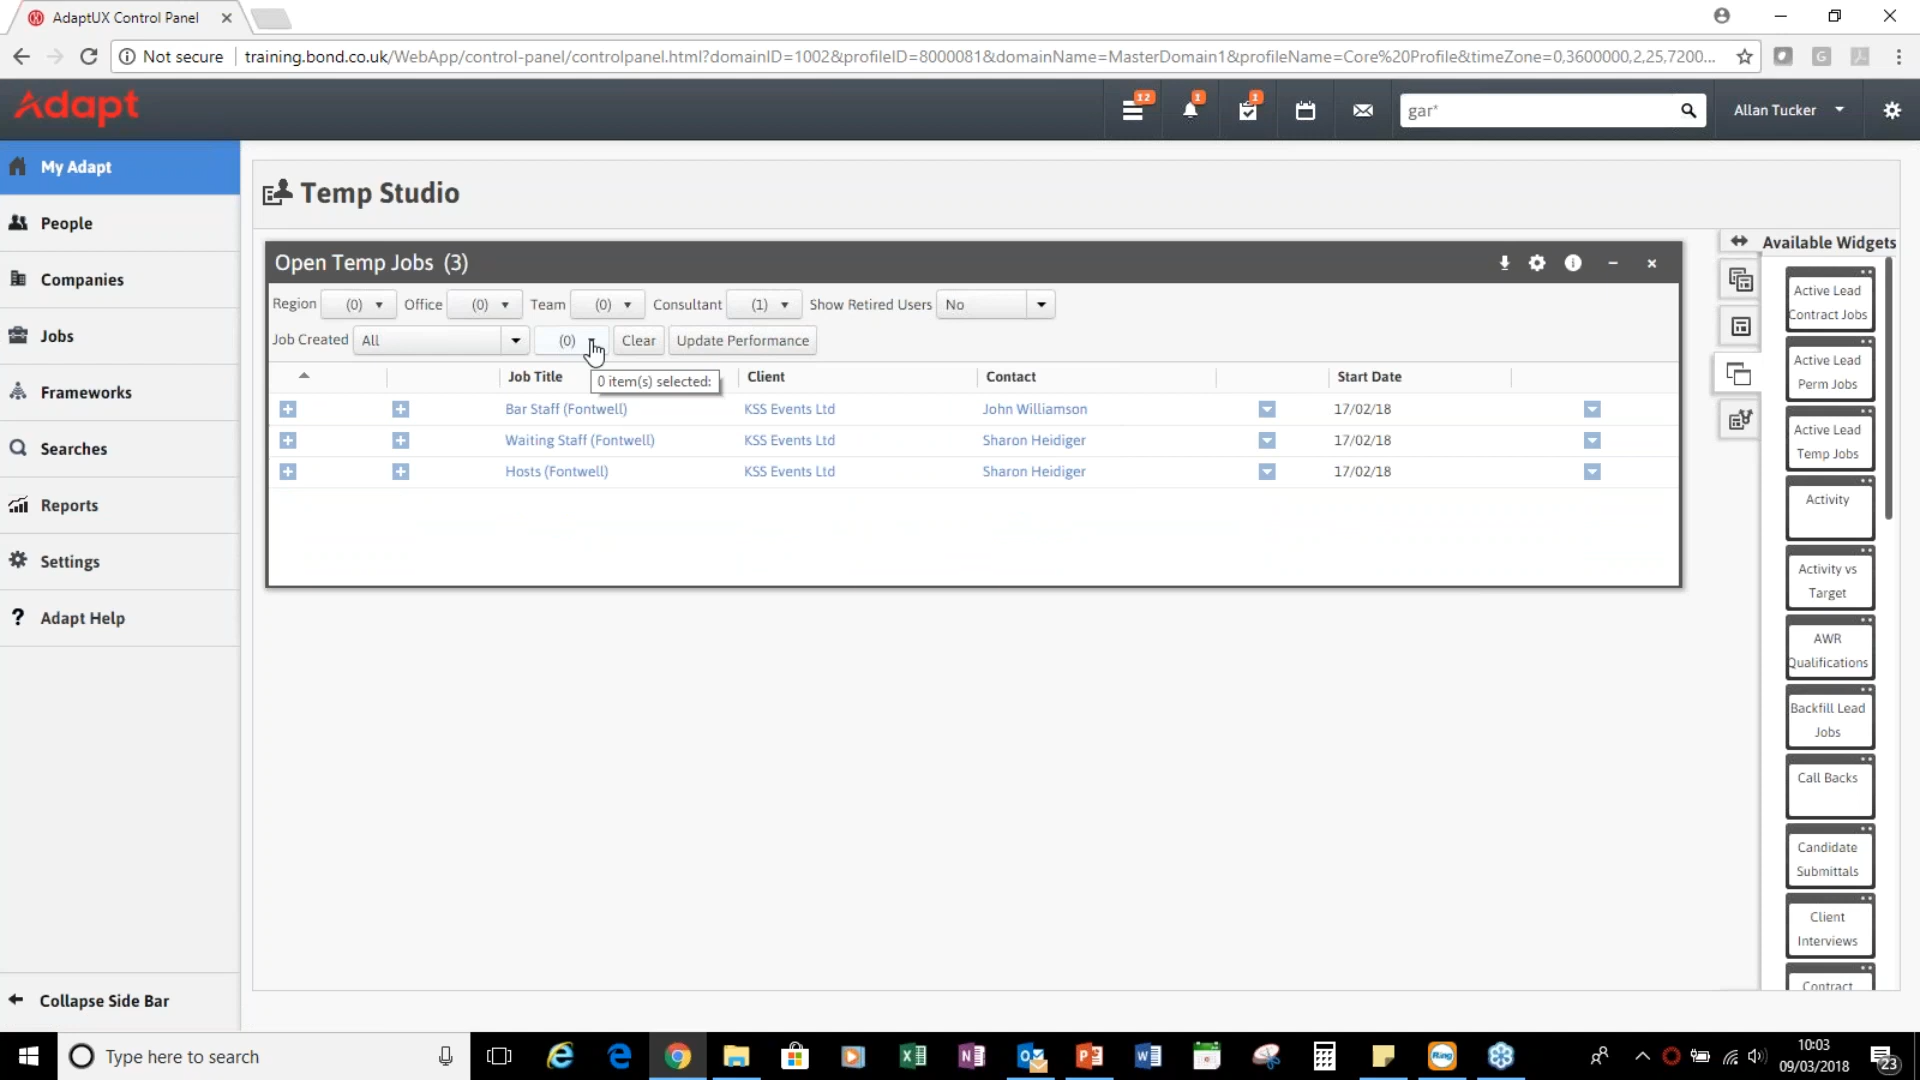 AdaptUX Control Panel
Not secure training.bond.co.uk/WebApp/control-panel/controlpanel.html?domainID=1002&profileID=8000081&domainName=MasterDomain1&profileName=Core%20Profile&timeZone=0,3600000,2,25,7200...
Adapt
12
1
1
gar*
Allan Tucker
My Adapt
People
Companies
Jobs
Frameworks
Searches
Reports
Settings
Adapt Help
Collapse Side Bar
Temp Studio
Open Temp Jobs (3)
Region (0) Office (0) Team (0) Consultant (1) Show Retired Users No
Job Created All (0) Clear Update Performance
0 item(s) selected:
Job Title Client Contact Start Date
Bar Staff (Fontwell) KSS Events Ltd John Williamson 17/02/18
Waiting Staff (Fontwell) KSS Events Ltd Sharon Heidiger 17/02/18
Hosts (Fontwell) KSS Events Ltd Sharon Heidiger 17/02/18
Available Widgets
Active Lead
Contract Jobs
Active Lead
Perm Jobs
Active Lead
Temp Jobs
Activity
Activity vs
Target
AWR
Qualifications
Backfill Lead
Jobs
Call Backs
Candidate
Submittals
Client
Interviews
Contract
Type here to search
Ring
10:03
09/03/2018
23